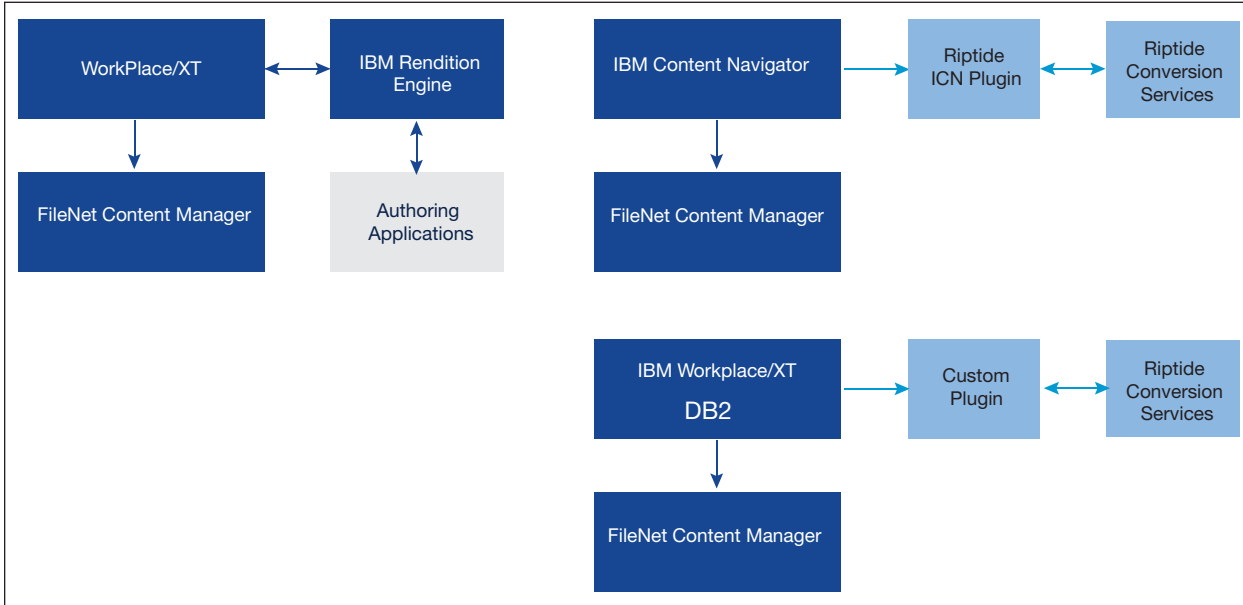 WorkPlace/XT
IBM Rendition
Engine
FileNet Content Manager
Authoring
Applications
IBM Content Navigator
Riptide
ICN Plugin
Riptide
Conversion
Services
FileNet Content Manager
IBM Workplace/XT
DB2
Custom
Plugin
Riptide
Conversion
Services
FileNet Content Manager